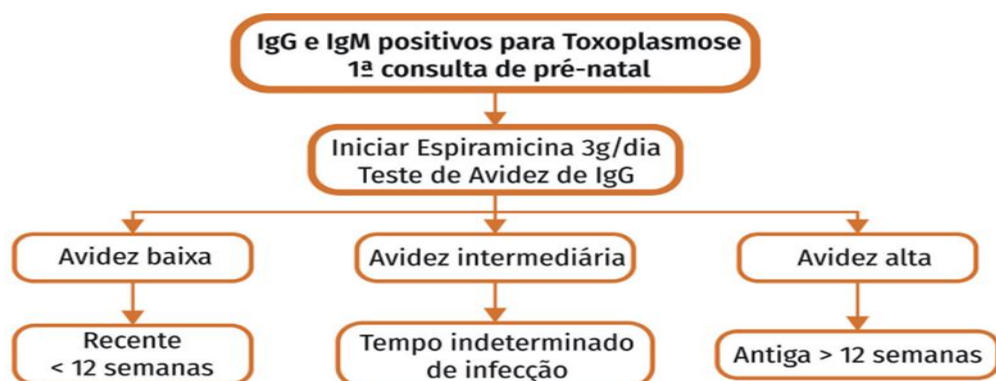 IgG e IgM positivos para Toxoplasmose
1ª consulta de pré-natal
Iniciar Espiramicina 3g/dia
Teste de Avidez de IgG
Avidez baixa
Avidez intermediária
Avidez alta
Recente
< 12 semanas
Tempo indeterminado
de infecção
Antiga > 12 semanas